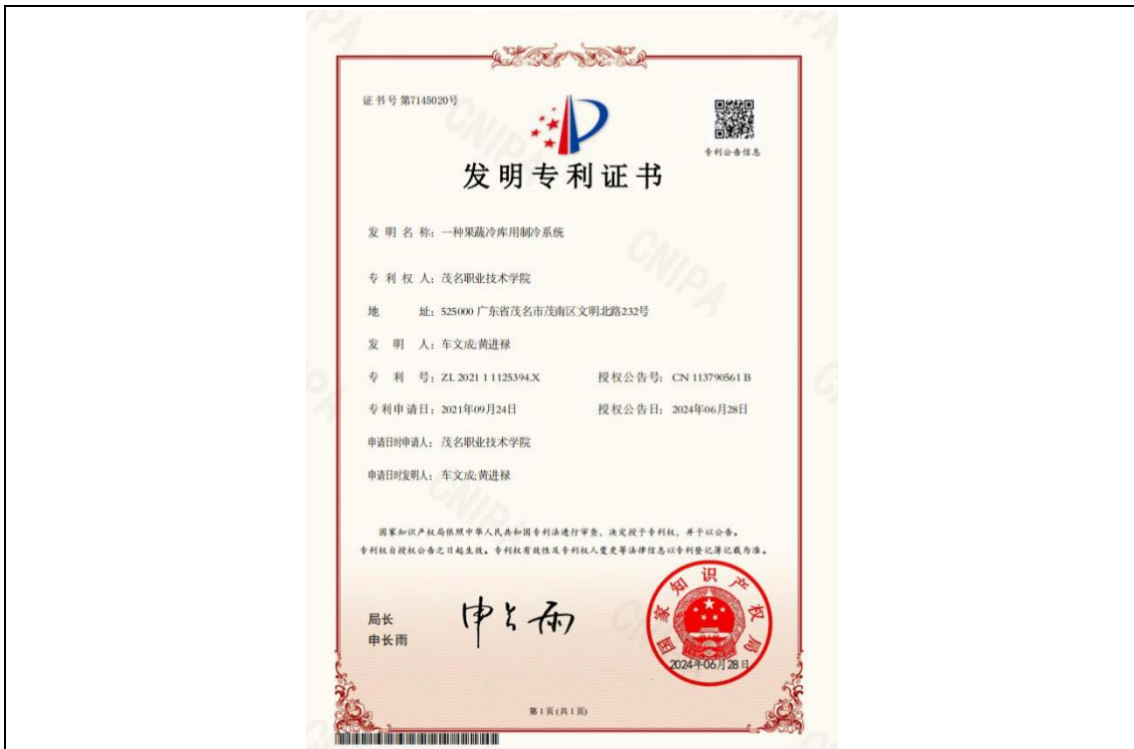 证书号第7145020号
专利公告信息
发明专利证书
发明名称：一种果蔬冷库用制冷系统
专利权人：茂名职业技术学院
地址：525000 广东省茂名市茂南区文明北路232号
发明人：车文成;黄进禄
专利号：ZL 2021 1 1125394.X 授权公告号：CN 113790561 B
专利申请日：2021年09月24日 授权公告日：2024年06月28日
申请日时申请人：茂名职业技术学院
申请日时发明人：车文成;黄进禄
国家知识产权局依照中华人民共和国专利法进行审查，决定授予专利权，并予以公告。
专利权自授权公告之日起生效。专利权有效性及专利权人变更等法律信息以专利登记簿记载为准。
局长
申长雨
申长雨
国家知识产权局
2024年06月28日
第1页(共1页)
CNIPA
CNIPA
CNIPA